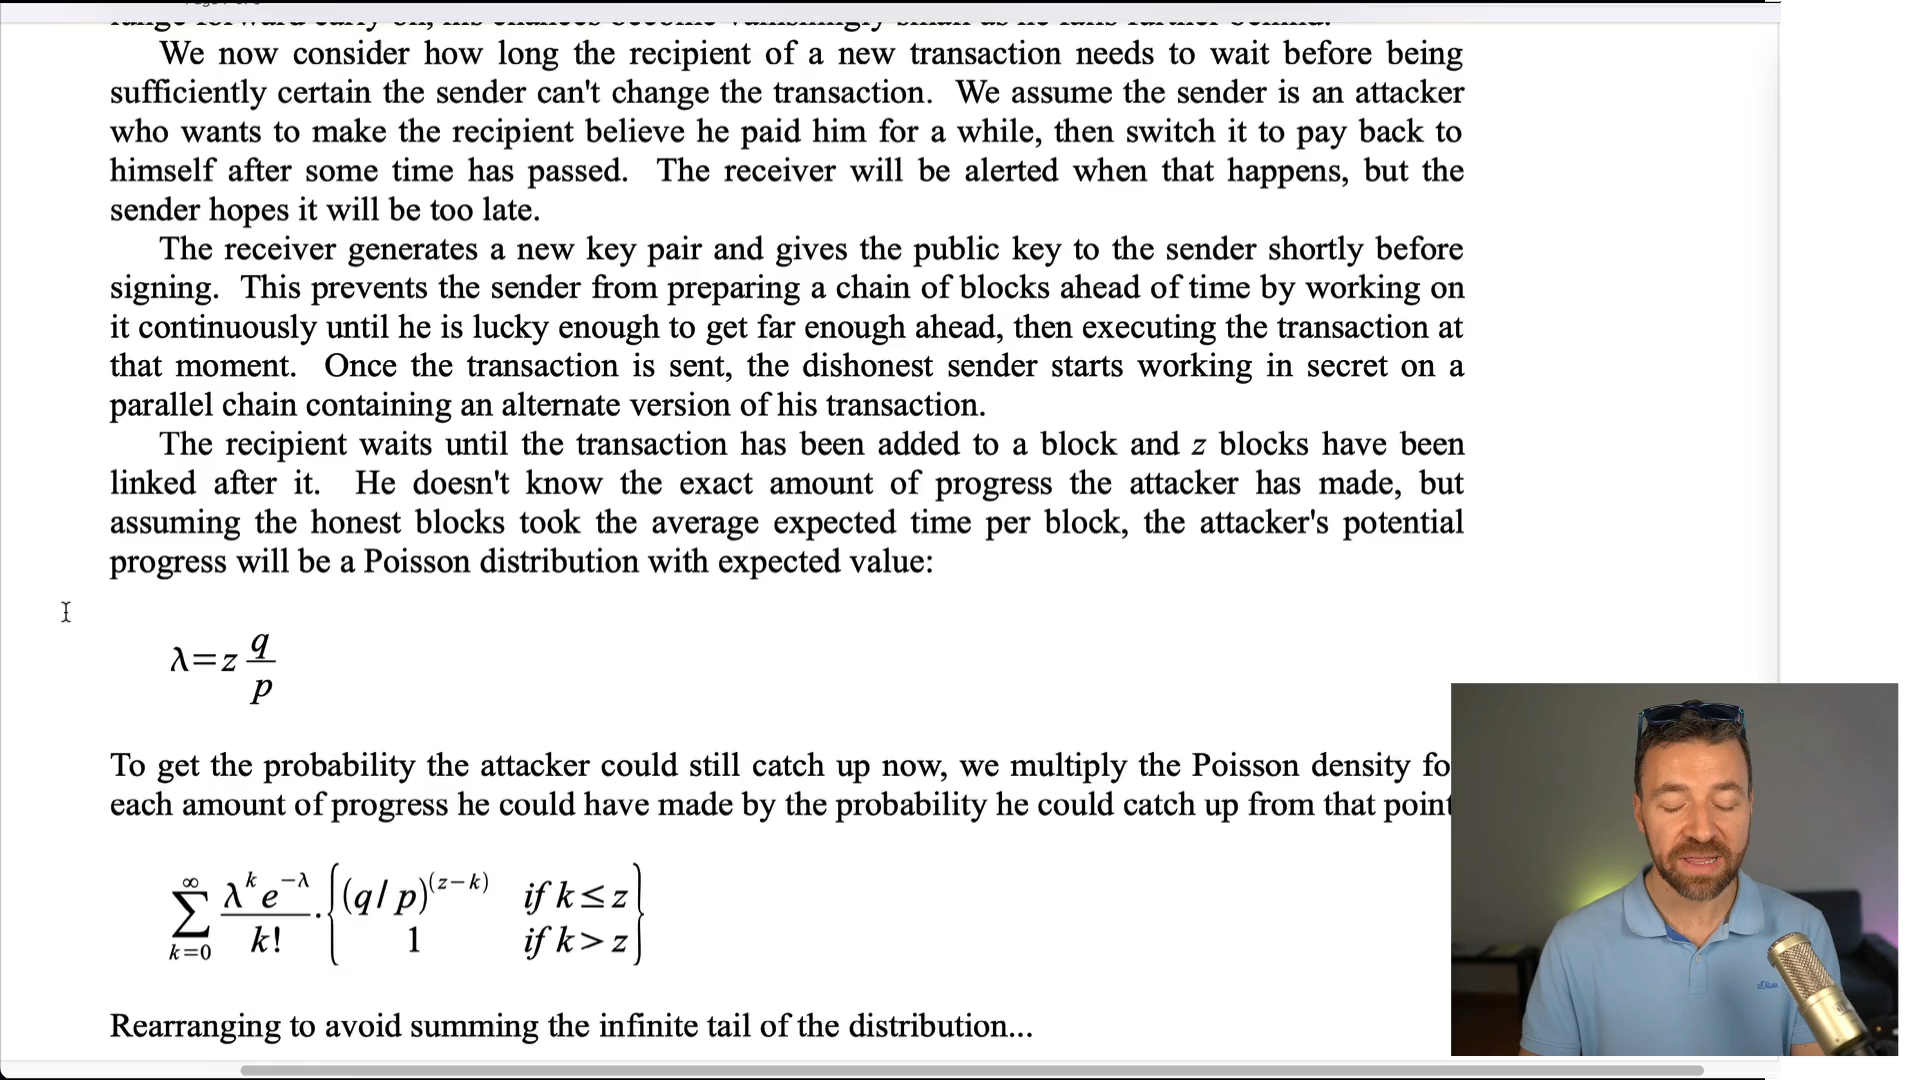 We now consider how long the recipient of a new transaction needs to wait before being
sufficiently certain the sender can't change the transaction. We assume the sender is an attacker
who wants to make the recipient believe he paid him for a while, then switch it to pay back to
himself after some time has passed. The receiver will be alerted when that happens, but the
sender hopes it will be too late.
The receiver generates a new key pair and gives the public key to the sender shortly before
signing. This prevents the sender from preparing a chain of blocks ahead of time by working on
it continuously until he is lucky enough to get far enough ahead, then executing the transaction at
that moment. Once the transaction is sent, the dishonest sender starts working in secret on a
parallel chain containing an alternate version of his transaction.
The recipient waits until the transaction has been added to a block and z blocks have been
linked after it. He doesn't know the exact amount of progress the attacker has made, but
assuming the honest blocks took the average expected time per block, the attacker's potential
progress will be a Poisson distribution with expected value:
λ=z q/p
To get the probability the attacker could still catch up now, we multiply the Poisson density fo
each amount of progress he could have made by the probability he could catch up from that point
∑_{k=0}^{∞} (λ^k e^{−λ})/k! · { (q/p)^{(z−k)} if k≤z
1 if k>z }
Rearranging to avoid summing the infinite tail of the distribution...